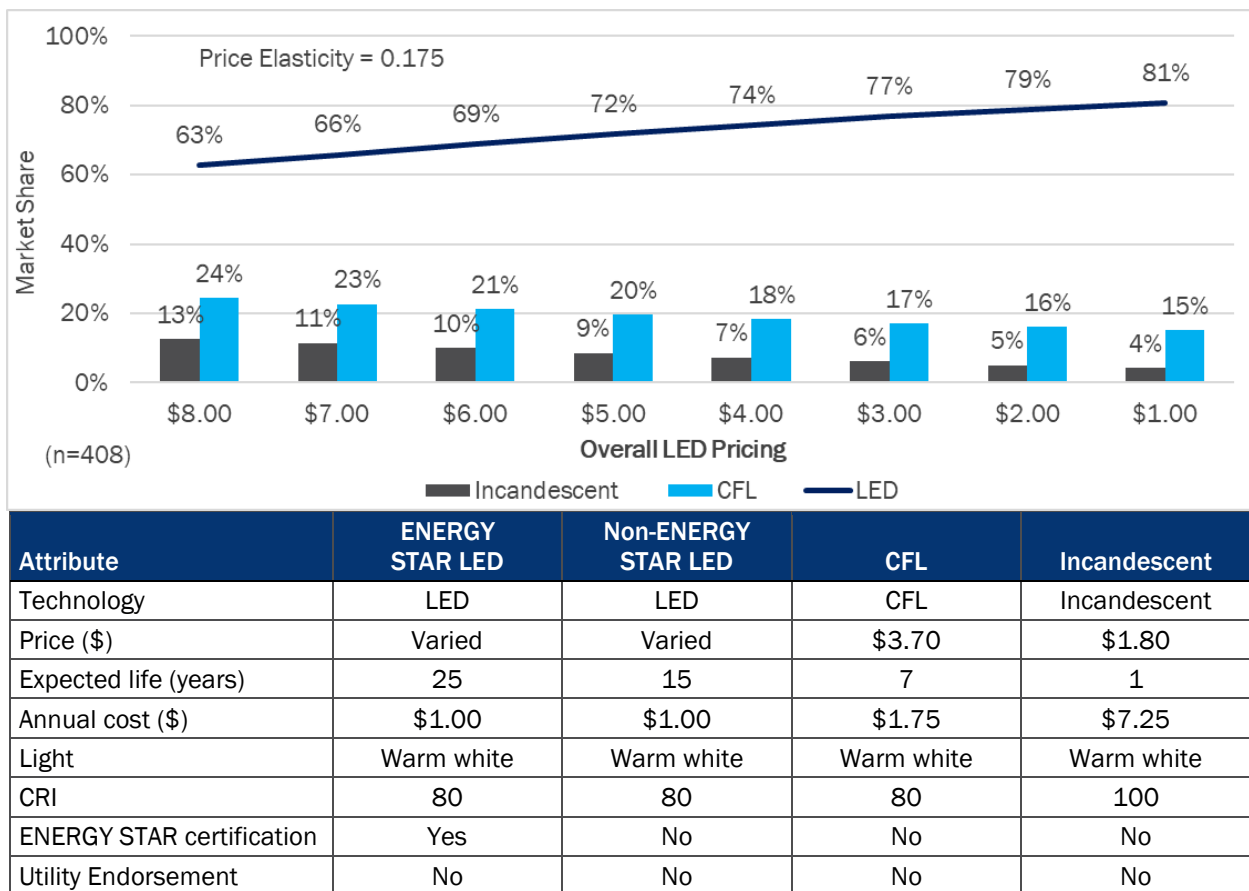 100%
Price Elasticity = 0.175
63% 66% 69% 72% 74% 77% 79% 81%
80%
60%
40%
20%
0%
Market Share
13% 24% 11% 23% 10% 21% 9% 20% 7% 18% 6% 17% 5% 16% 4% 15%
$8.00 $7.00 $6.00 $5.00 $4.00 $3.00 $2.00 $1.00
(n=408)
Overall LED Pricing
Incandescent CFL LED
Attribute ENERGY STAR LED Non-ENERGY STAR LED CFL Incandescent
Technology LED LED CFL Incandescent
Price ($) Varied Varied $3.70 $1.80
Expected life (years) 25 15 7 1
Annual cost ($) $1.00 $1.00 $1.75 $7.25
Light Warm white Warm white Warm white Warm white
CRI 80 80 80 100
ENERGY STAR certification Yes No No No
Utility Endorsement No No No No